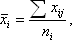 x̄ᵢ = ∑ xᵢⱼ / nᵢ ,